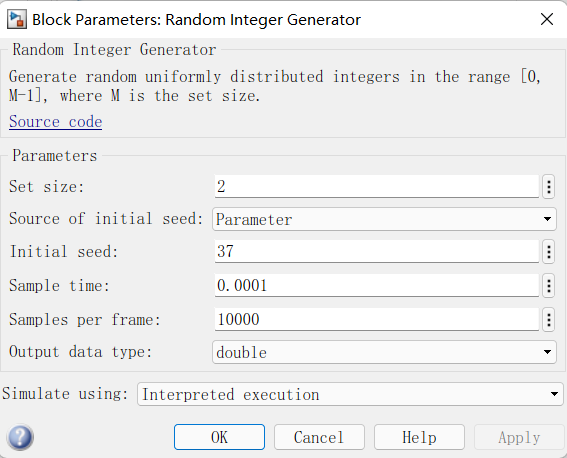 Block Parameters: Random Integer Generator
Random Integer Generator
Generate random uniformly distributed integers in the range [0,
M-1], where M is the set size.
Source code
Parameters
Set size: 2
Source of initial seed: Parameter
Initial seed: 37
Sample time: 0.0001
Samples per frame: 10000
Output data type: double
Simulate using: Interpreted execution
? OK Cancel Help Apply